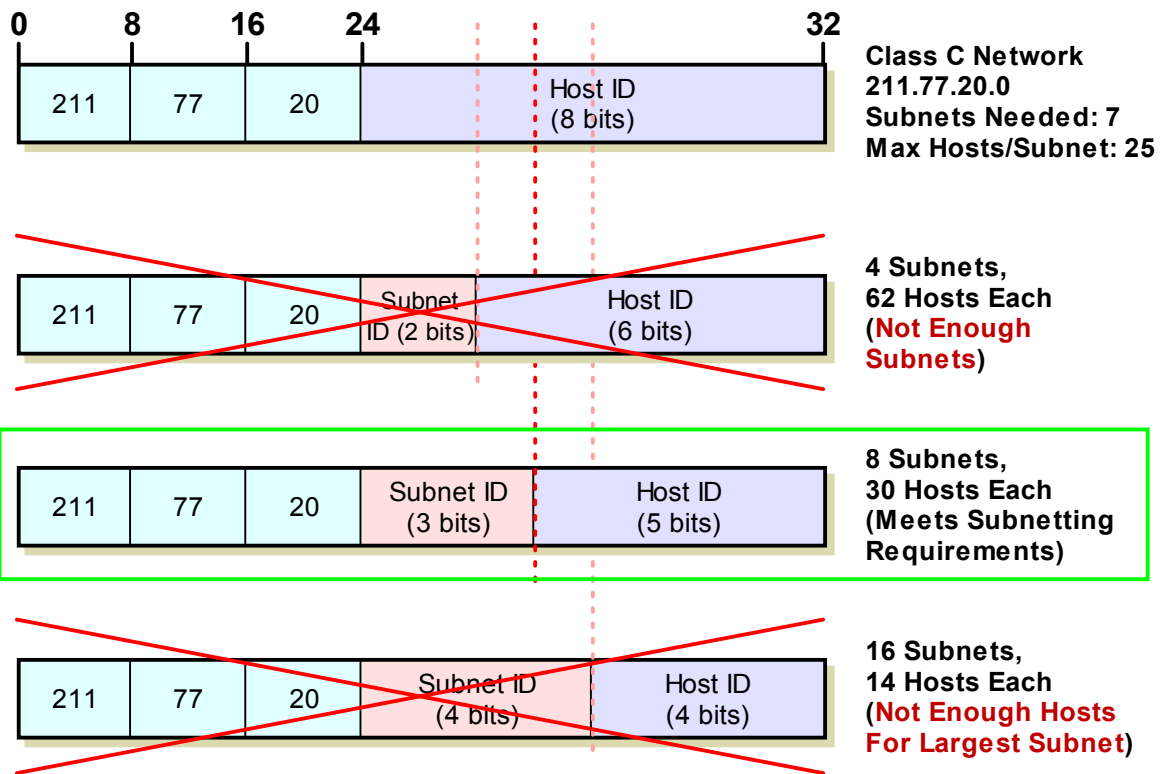 0 8 16 24 32
211 77 20 Host ID
(8 bits)
Class C Network
211.77.20.0
Subnets Needed: 7
Max Hosts/Subnet: 25
211 77 20 Subnet
ID (2 bits)
Host ID
(6 bits)
4 Subnets,
62 Hosts Each
(Not Enough
Subnets)
211 77 20 Subnet ID
(3 bits)
Host ID
(5 bits)
8 Subnets,
30 Hosts Each
(Meets Subnetting
Requirements)
211 77 20 Subnet ID
(4 bits)
Host ID
(4 bits)
16 Subnets,
14 Hosts Each
(Not Enough Hosts
For Largest Subnet)